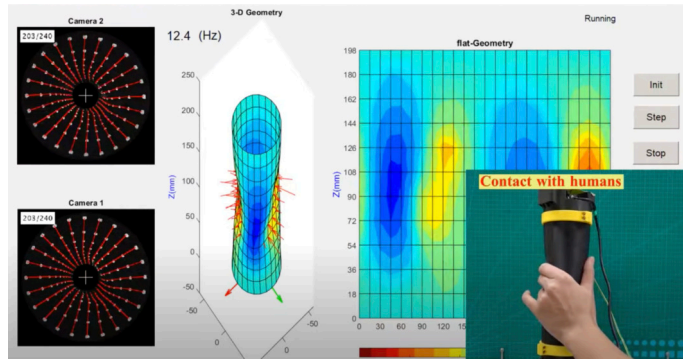 Camera 2
203/240
12.4 (Hz)
3-D Geometry
250
200
150
100
50
0
-50
Z(mm)
-50
0
0
-50
Running
flat-Geometry
198
180
162
144
126
108
90
72
54
36
18
0
Z(mm)
0 30 60 90 120
Init
Step
Stop
Contact with humans
Camera 1
203/240